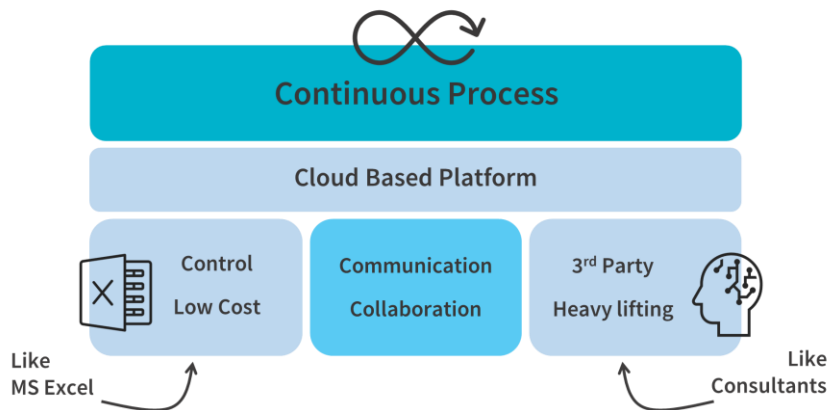 Continuous Process
Cloud Based Platform
Control
Low Cost
Communication
Collaboration
3rd Party
Heavy lifting
X
Like
MS Excel
Like
Consultants